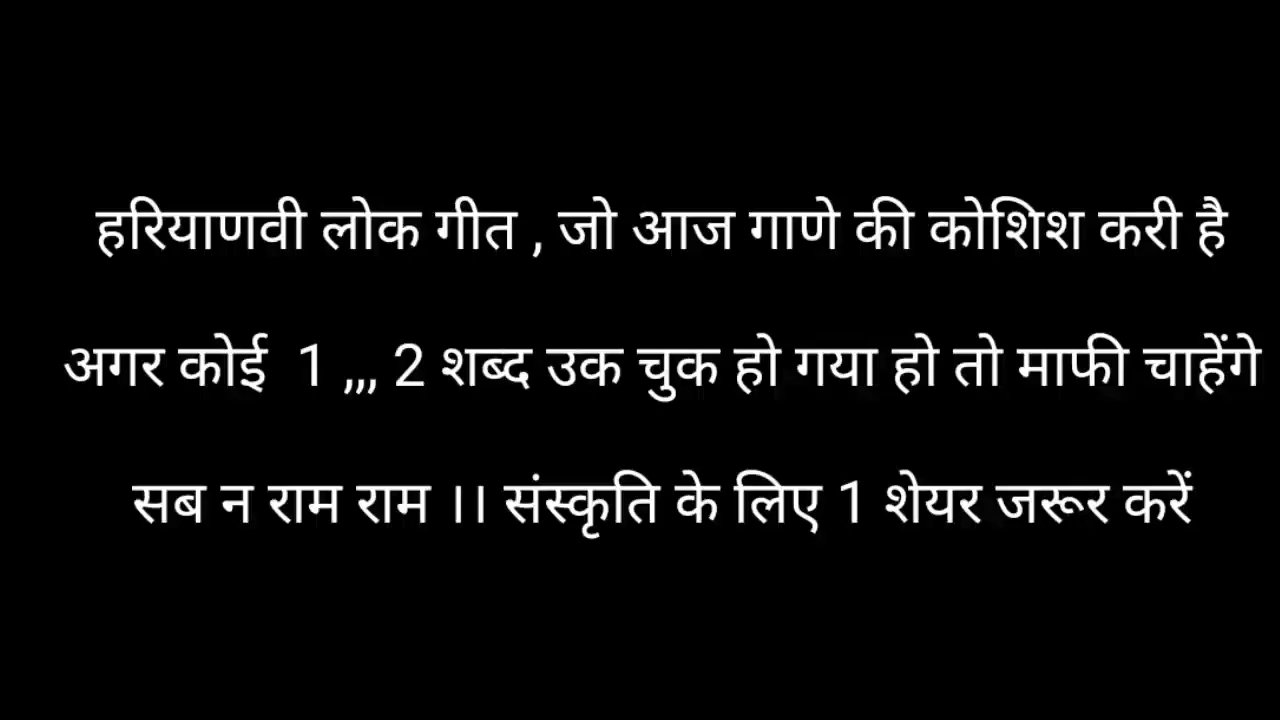 हरियाणवी लोक गीत , जो आज गाणे की कोशिश करी है
अगर कोई 1 ,,, 2 शब्द उक चुक हो गया हो तो माफी चाहेंगे
सब न राम राम ।। संस्कृति के लिए 1 शेयर जरूर करें